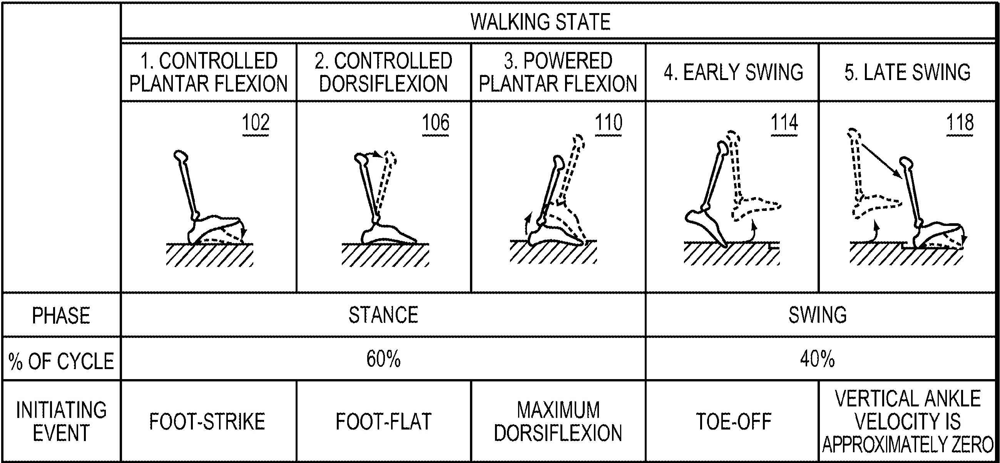 WALKING STATE
1. CONTROLLED
PLANTAR FLEXION
2. CONTROLLED
DORSIFLEXION
3. POWERED
PLANTAR FLEXION
4. EARLY SWING
5. LATE SWING
102
106
110
114
118
PHASE
STANCE
SWING
% OF CYCLE
60%
40%
INITIATING
EVENT
FOOT-STRIKE
FOOT-FLAT
MAXIMUM
DORSIFLEXION
TOE-OFF
VERTICAL ANKLE
VELOCITY IS
APPROXIMATELY ZERO